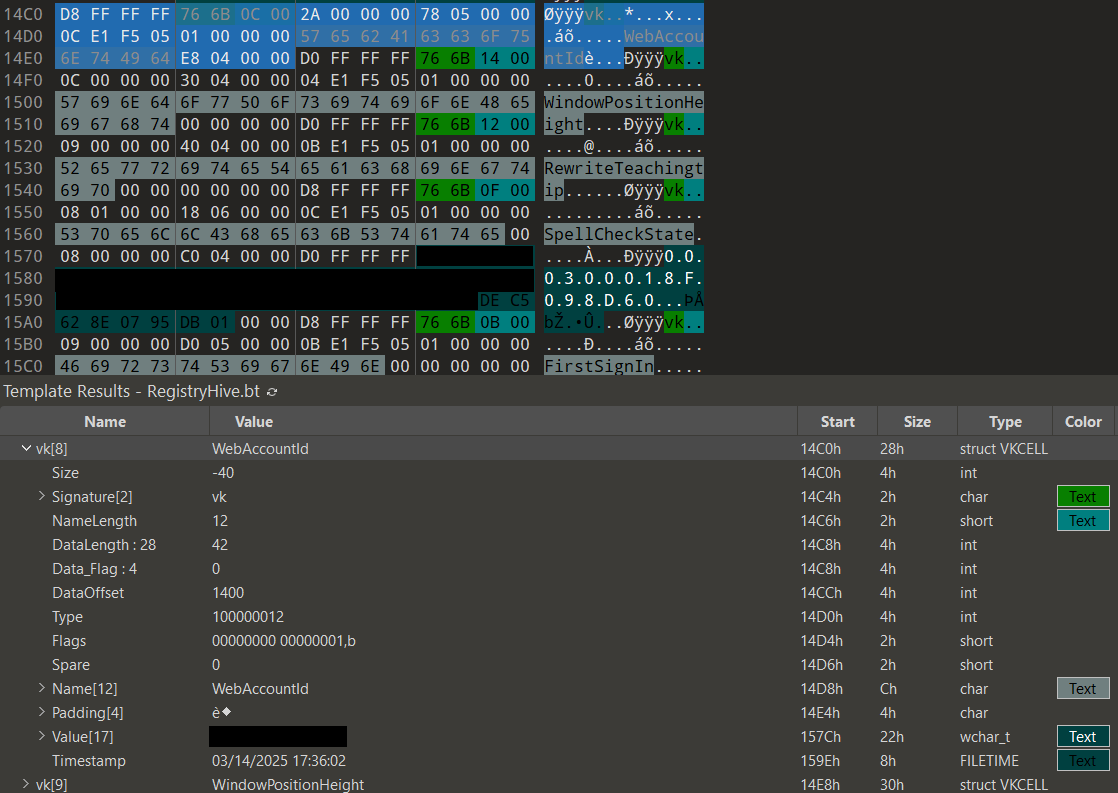 14C0 D8 FF FF FF 76 6B 0C 00 2A 00 00 00 78 05 00 00 Øÿÿÿvk..*...x...
14D0 0C E1 F5 05 01 00 00 00 57 65 62 41 63 63 6F 75 .áõ.....WebAccou
14E0 6E 74 49 64 E8 04 00 00 D0 FF FF FF 76 6B 14 00 ntIdè...Ðÿÿÿvk..
14F0 0C 00 00 00 30 04 00 00 04 E1 F5 05 01 00 00 00 ....0....áõ.....
1500 57 69 6E 64 6F 77 50 6F 73 69 74 69 6F 6E 48 65 WindowPositionHe
1510 69 67 68 74 00 00 00 00 D0 FF FF FF 76 6B 12 00 ight....Ðÿÿÿvk..
1520 09 00 00 00 40 04 00 00 0B E1 F5 05 01 00 00 00 ....@....áõ.....
1530 52 65 77 72 69 74 65 54 65 61 63 68 69 6E 67 74 RewriteTeachingt
1540 69 70 00 00 00 00 00 00 D8 FF FF FF 76 6B 0F 00 ip......Øÿÿÿvk..
1550 08 01 00 00 18 06 00 00 0C E1 F5 05 01 00 00 00 .........áõ.....
1560 53 70 65 6C 6C 43 68 65 63 6B 53 74 61 74 65 00 SpellCheckState.
1570 08 00 00 00 C0 04 00 00 D0 FF FF FF ....À...Ðÿÿÿ0.0.
1580 0.3.0.0.0.1.8.F.
1590 DE C5 0.9.8.D.6.0...ÞÅ
15A0 62 8E 07 95 DB 01 00 00 D8 FF FF FF 76 6B 0B 00 bŽ.•Û...Øÿÿÿvk..
15B0 09 00 00 00 D0 05 00 00 0B E1 F5 05 01 00 00 00 ....Ð....áõ.....
15C0 46 69 72 73 74 53 69 67 6E 49 6E 00 00 00 00 00 FirstSignIn.....
Template Results - RegistryHive.bt
Name Value Start Size Type Color
vk[8] WebAccountId 14C0h 28h struct VKCELL
Size -40 14C0h 4h int
Signature[2] vk 14C4h 2h char Text
NameLength 12 14C6h 2h short Text
DataLength : 28 42 14C8h 4h int
Data_Flag : 4 0 14C8h 4h int
DataOffset 1400 14CCh 4h int
Type 100000012 14D0h 4h int
Flags 00000000 00000001,b 14D4h 2h short
Spare 0 14D6h 2h short
Name[12] WebAccountId 14D8h Ch char Text
Padding[4] è◆ 14E4h 4h char
Value[17] 157Ch 22h wchar_t Text
Timestamp 03/14/2025 17:36:02 159Eh 8h FILETIME Text
vk[9] WindowPositionHeight 14E8h 30h struct VKCELL